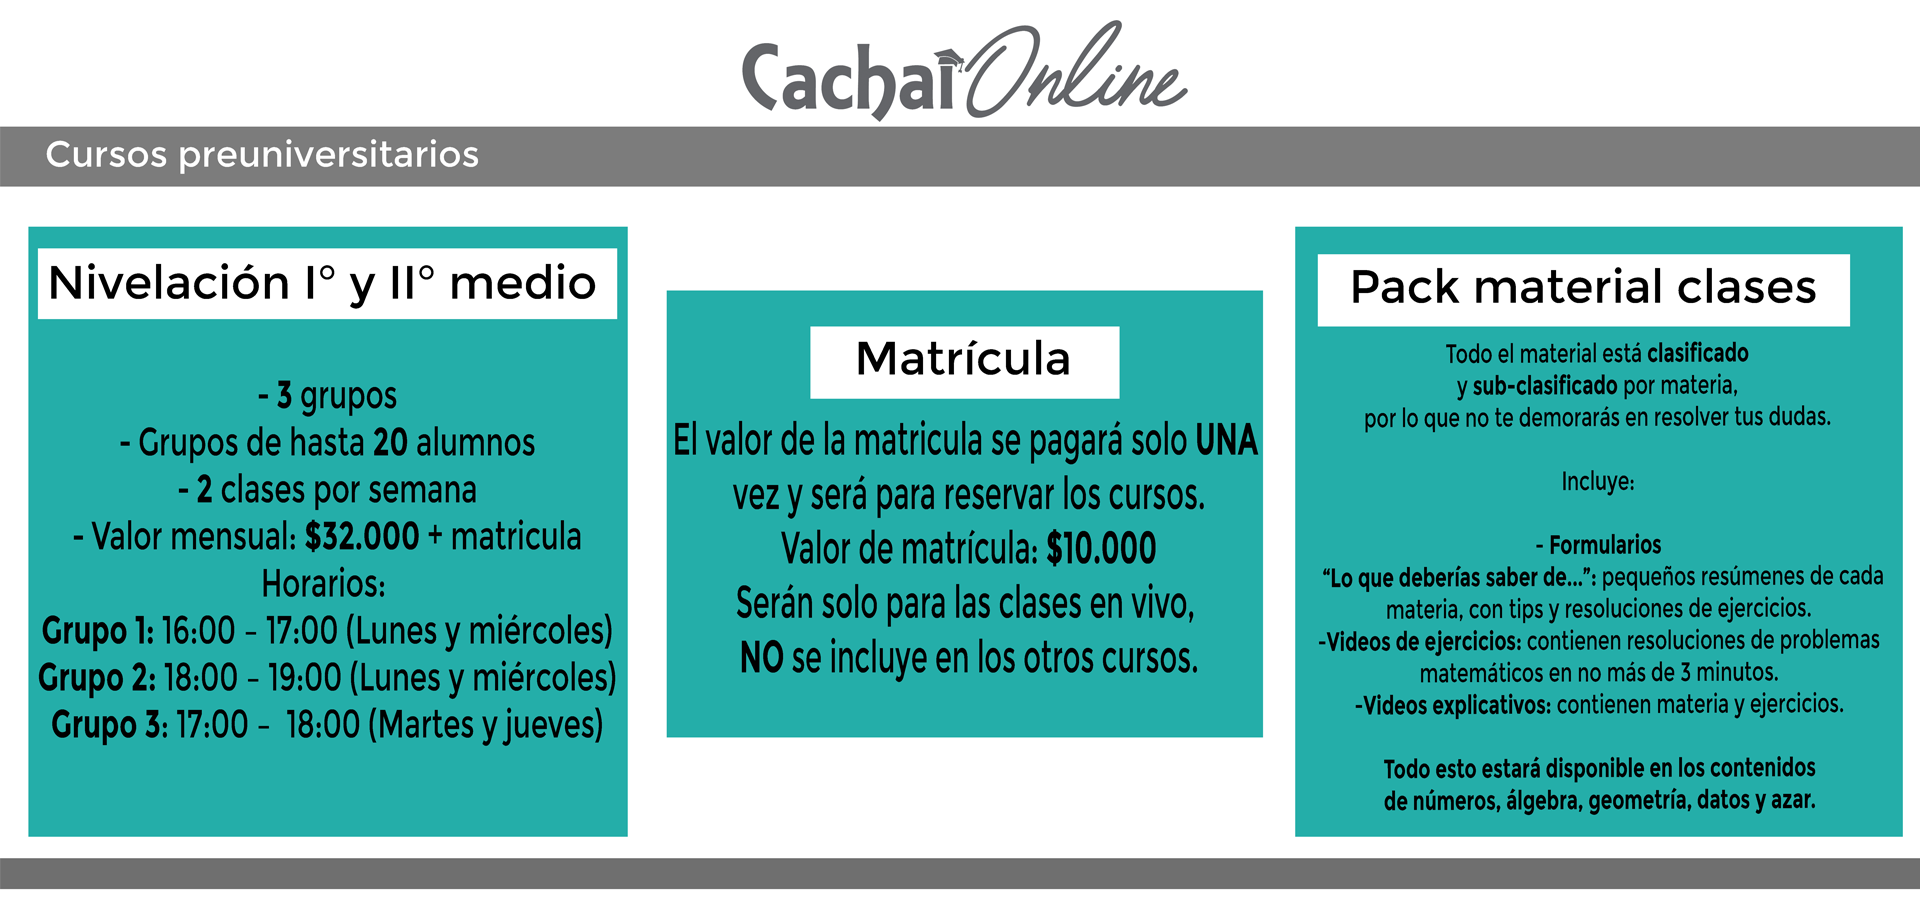 Cachai Online
Cursos preuniversitarios
Nivelación I° y II° medio
- 3 grupos
- Grupos de hasta 20 alumnos
- 2 clases por semana
- Valor mensual: $32.000 + matricula
Horarios:
Grupo 1: 16:00 - 17:00 (Lunes y miércoles)
Grupo 2: 18:00 - 19:00 (Lunes y miércoles)
Grupo 3: 17:00 - 18:00 (Martes y jueves)
Matrícula
El valor de la matricula se pagará solo UNA
vez y será para reservar los cursos.
Valor de matrícula: $10.000
Serán solo para las clases en vivo,
NO se incluye en los otros cursos.
Pack material clases
Todo el material está clasificado
y sub-clasificado por materia,
por lo que no te demorarás en resolver tus dudas.
Incluye:
- Formularios
“Lo que deberías saber de...”: pequeños resúmenes de cada
materia, con tips y resoluciones de ejercicios.
-Videos de ejercicios: contienen resoluciones de problemas
matemáticos en no más de 3 minutos.
-Videos explicativos: contienen materia y ejercicios.
Todo esto estará disponible en los contenidos
de números, álgebra, geometría, datos y azar.